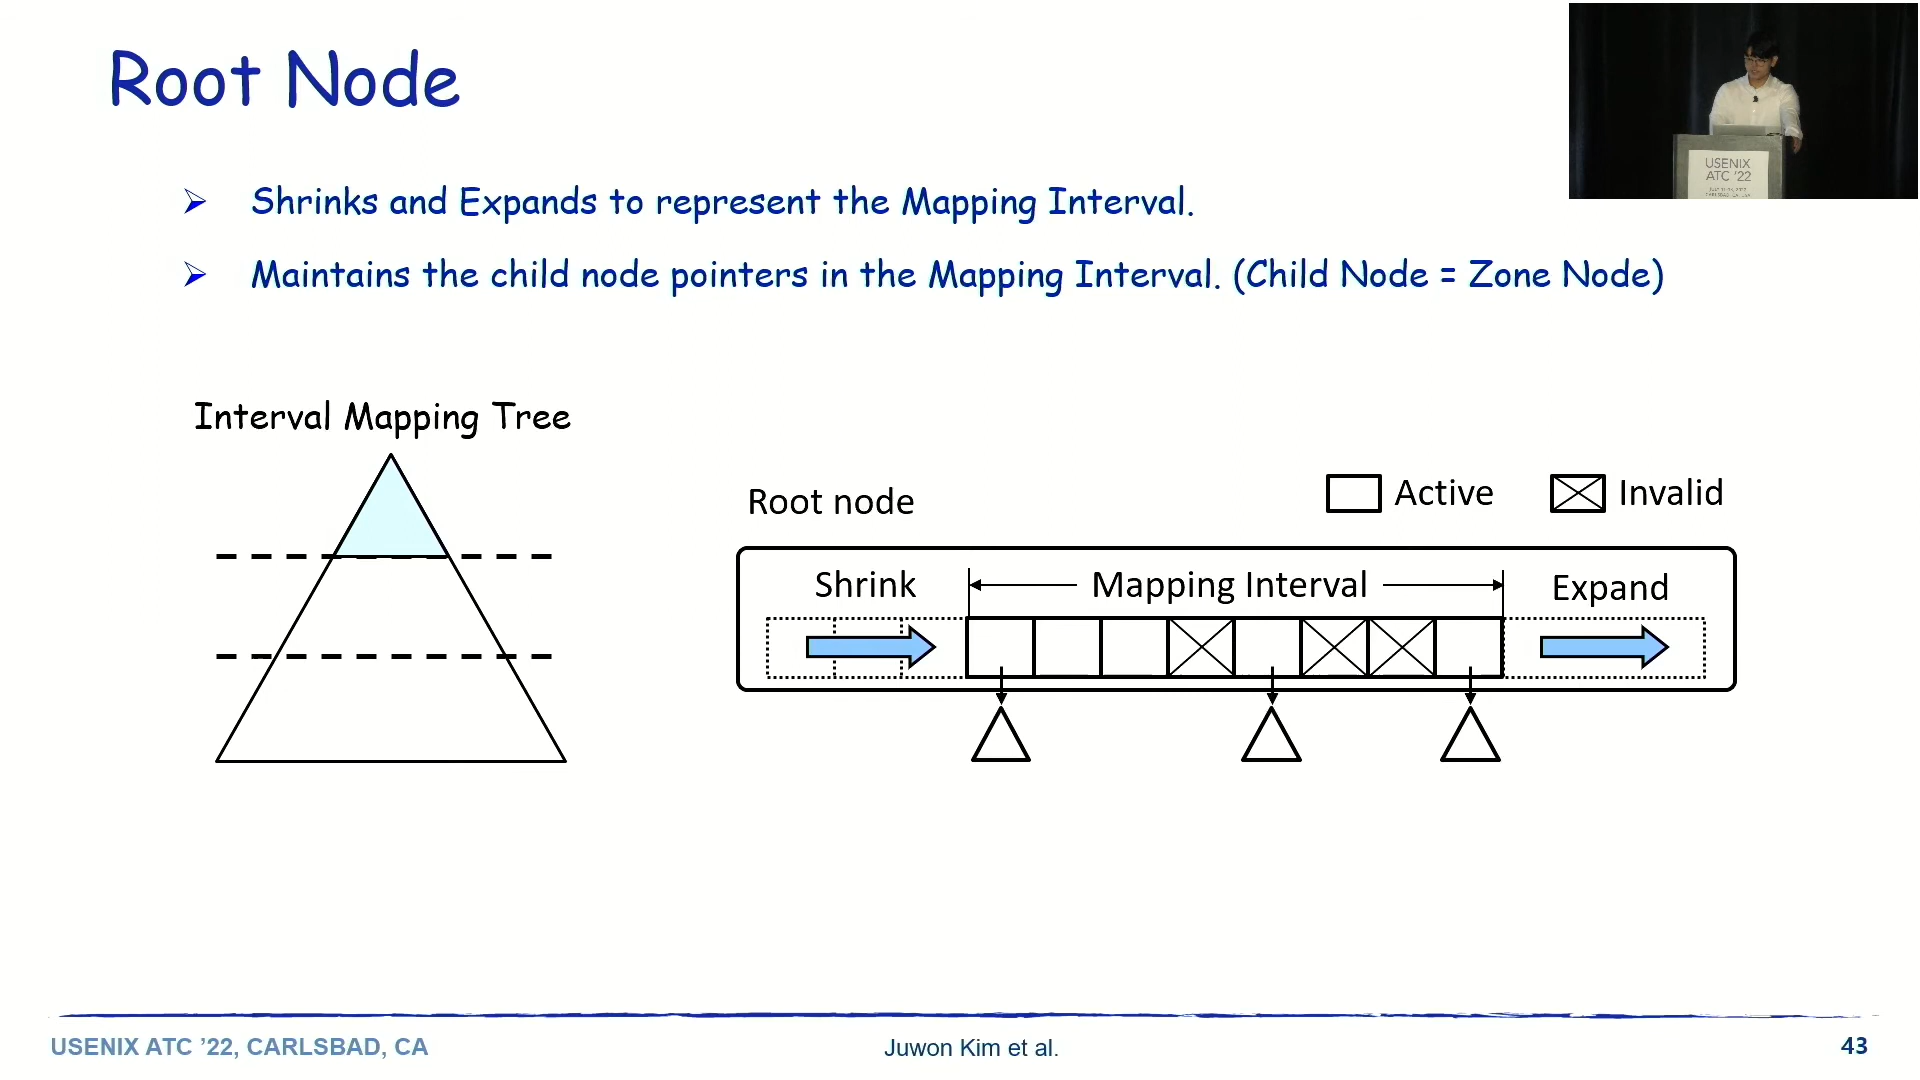 Root Node
USENIX
ATC '22
Shrinks and Expands to represent the Mapping Interval.
Maintains the child node pointers in the Mapping Interval. (Child Node = Zone Node)
Interval Mapping Tree
Root node
Active
Invalid
Shrink
Mapping Interval
Expand
USENIX ATC ’22, CARLSBAD, CA
Juwon Kim et al.
43